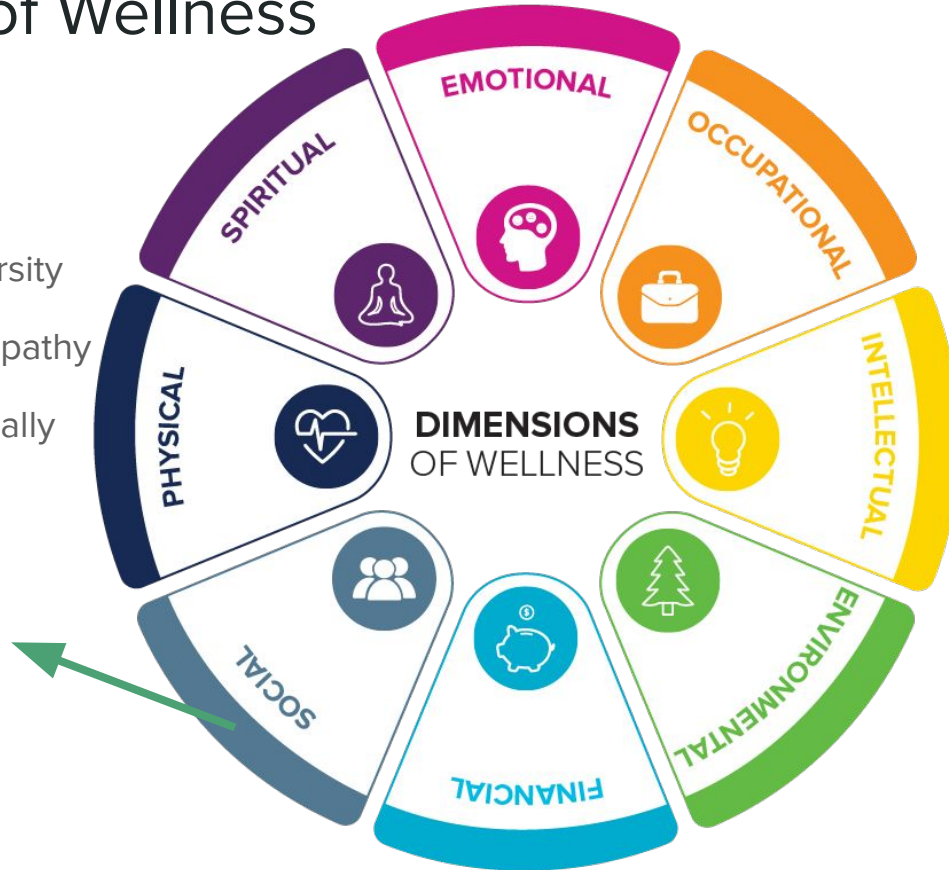 of Wellness
EMOTIONAL
OCCUPATIONAL
SPIRITUAL
rsity
pathy
ally
INTELLECTUAL
PHYSICAL
DIMENSIONS
OF WELLNESS
$
ENVIRONMENTAL
SOCIAL
FINANCIAL